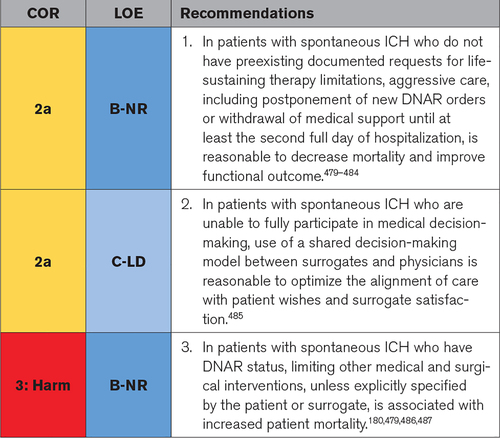 COR LOE Recommendations
2a
B-NR
1. In patients with spontaneous ICH who do not
have preexisting documented requests for life-
sustaining therapy limitations, aggressive care,
including postponement of new DNAR orders
or withdrawal of medical support until at
least the second full day of hospitalization, is
reasonable to decrease mortality and improve
functional outcome.479–484
2a
C-LD
2. In patients with spontaneous ICH who are
unable to fully participate in medical decision-
making, use of a shared decision-making
model between surrogates and physicians is
reasonable to optimize the alignment of care
with patient wishes and surrogate satisfac-
tion.485
3: Harm
B-NR
3. In patients with spontaneous ICH who have
DNAR status, limiting other medical and surgi-
cal interventions, unless explicitly specified
by the patient or surrogate, is associated with
increased patient mortality.180,479,486,487